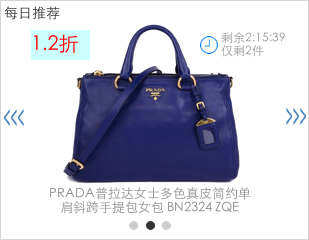 每日推荐
1.2折
剩余2:15:39
仅剩2件
PRADA
PRADA普拉达女士多色真皮简约单
肩斜跨手提包女包 BN2324 ZQE